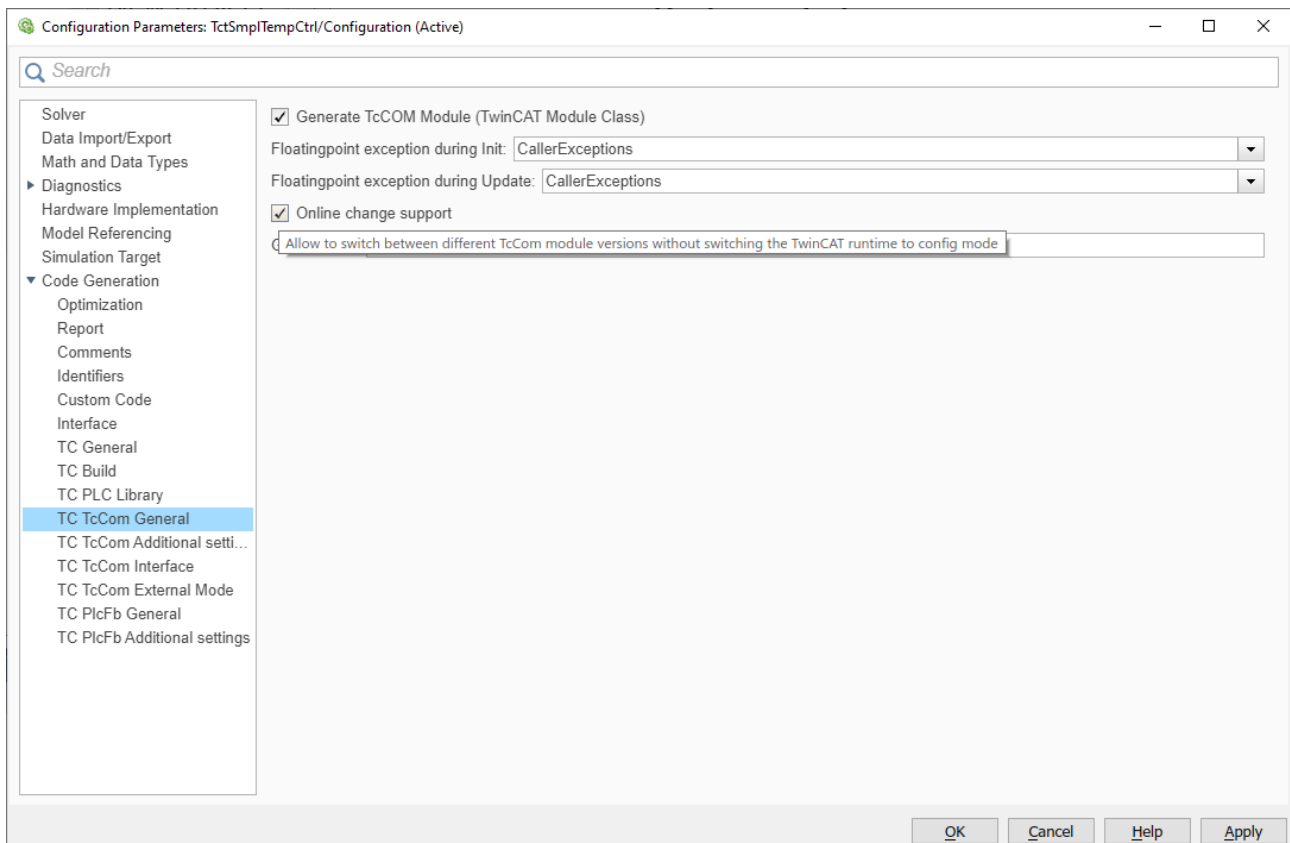 Configuration Parameters: TctSmplTempCtrl/Configuration (Active)
Search
Solver
Data Import/Export
Math and Data Types
Diagnostics
Hardware Implementation
Model Referencing
Simulation Target
Code Generation
Optimization
Report
Comments
Identifiers
Custom Code
Interface
TC General
TC Build
TC PLC Library
TC TcCom General
TC TcCom Additional setti...
TC TcCom Interface
TC TcCom External Mode
TC PlcFb General
TC PlcFb Additional settings
Generate TcCOM Module (TwinCAT Module Class)
Floatingpoint exception during Init: CallerExceptions
Floatingpoint exception during Update: CallerExceptions
Online change support
Allow to switch between different TcCom module versions without switching the TwinCAT runtime to config mode
OK Cancel Help Apply